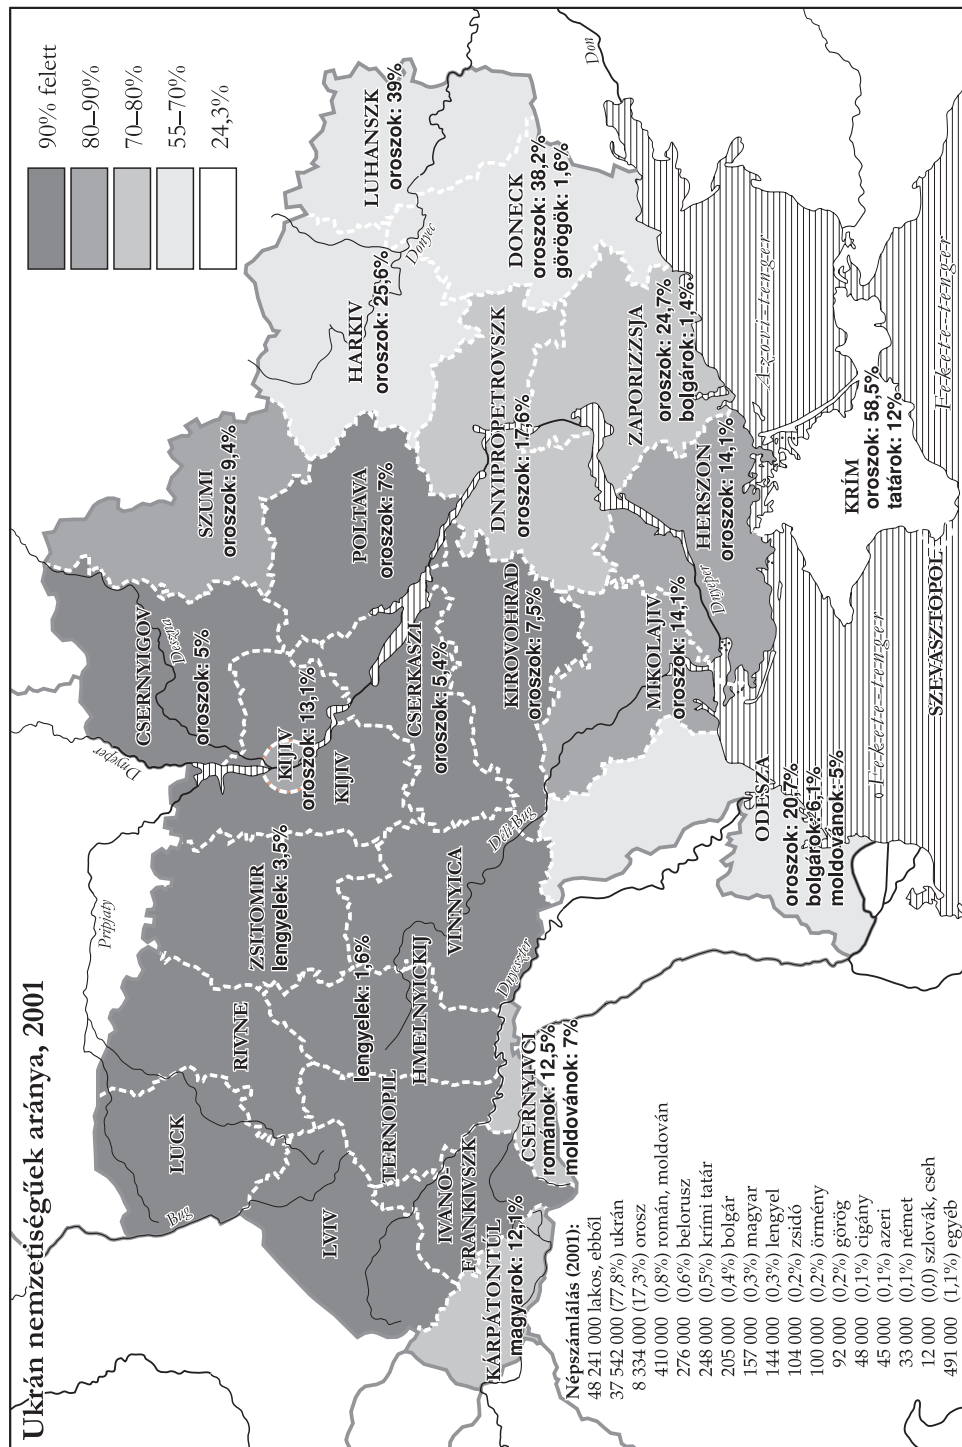 Ukrán nemzetiségűek aránya, 2001
90% felett
80–90%
70–80%
55–70%
24,3%
Pripjaty
Dnyeper
Bug
LUCK
RIVNE
ZSITOMIR
lengyelek: 3,5%
KIJIV
oroszok: 13,1%
KIJIV
CSERNYIGOV
Deszna
oroszok: 5%
SZUMI
oroszok: 9,4%
LVIV
TERNOPIL
lengyelek: 1,6%
HMELNYICKIJ
VINNYICA
Déli-Bug
CSERKASZI
oroszok: 5,4%
POLTAVA
oroszok: 7%
HARKIV
oroszok: 25,6%
LUHANSZK
oroszok: 39%
Donyec
Don
IVANO-
FRANKIVSZK
KÁRPÁTONTÚL
magyarok: 12,1%
CSERNYIVCI
románok: 12,5%
moldovánok: 7%
Dnyeszter
KIROVOHRAD
oroszok: 7,5%
DNYIPROPETROVSZK
oroszok: 17,6%
DONECK
oroszok: 38,2%
görögök: 1,6%
ZAPORIZZSJA
oroszok: 24,7%
bolgárok: 1,4%
MIKOLAJIV
oroszok: 14,1%
Dnyeper
HERSZON
oroszok: 14,1%
ODESZA
oroszok: 20,7%
bolgárok: 6,1%
moldovánok: 5%
Azovi-tenger
Fekete-tenger
Fekete-tenger
KRÍM
oroszok: 58,5%
tatárok: 12%
SZEVASZTOPOL
Népszámlálás (2001):
48 241 000 lakos, ebből
37 542 000 (77,8%) ukrán
8 334 000 (17,3%) orosz
410 000 (0,8%) román, moldován
276 000 (0,6%) belorusz
248 000 (0,5%) krími tatár
205 000 (0,4%) bolgár
157 000 (0,3%) magyar
144 000 (0,3%) lengyel
104 000 (0,2%) zsidó
100 000 (0,2%) örmény
92 000 (0,2%) görög
48 000 (0,1%) cigány
45 000 (0,1%) azeri
33 000 (0,1%) német
12 000 (0,0) szlovák, cseh
491 000 (1,1%) egyéb